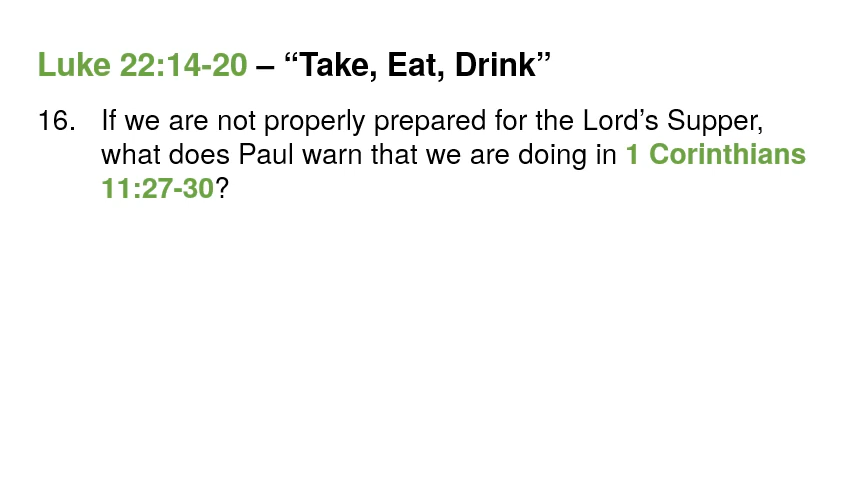 Luke 22:14-20 – “Take, Eat, Drink”
16. If we are not properly prepared for the Lord’s Supper,
what does Paul warn that we are doing in 1 Corinthians
11:27-30?